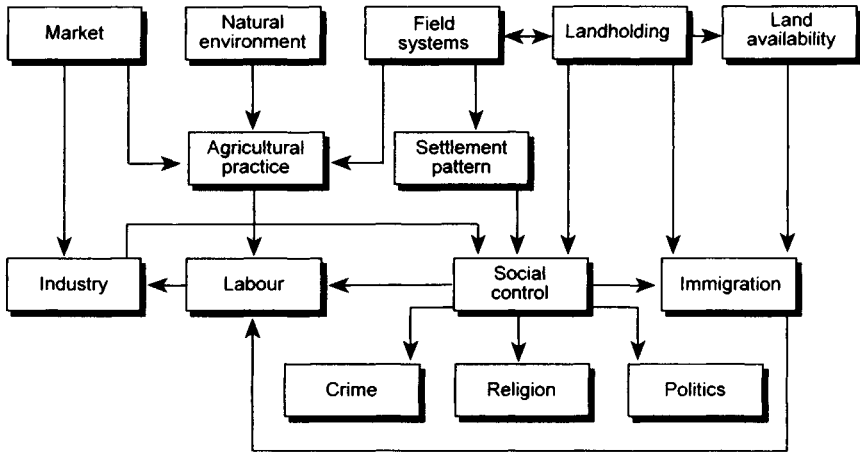 Market
Natural
environment
Field
systems
Landholding
Land
availability
Agricultural
practice
Settlement
pattern
Industry
Labour
Social
control
Immigration
Crime
Religion
Politics